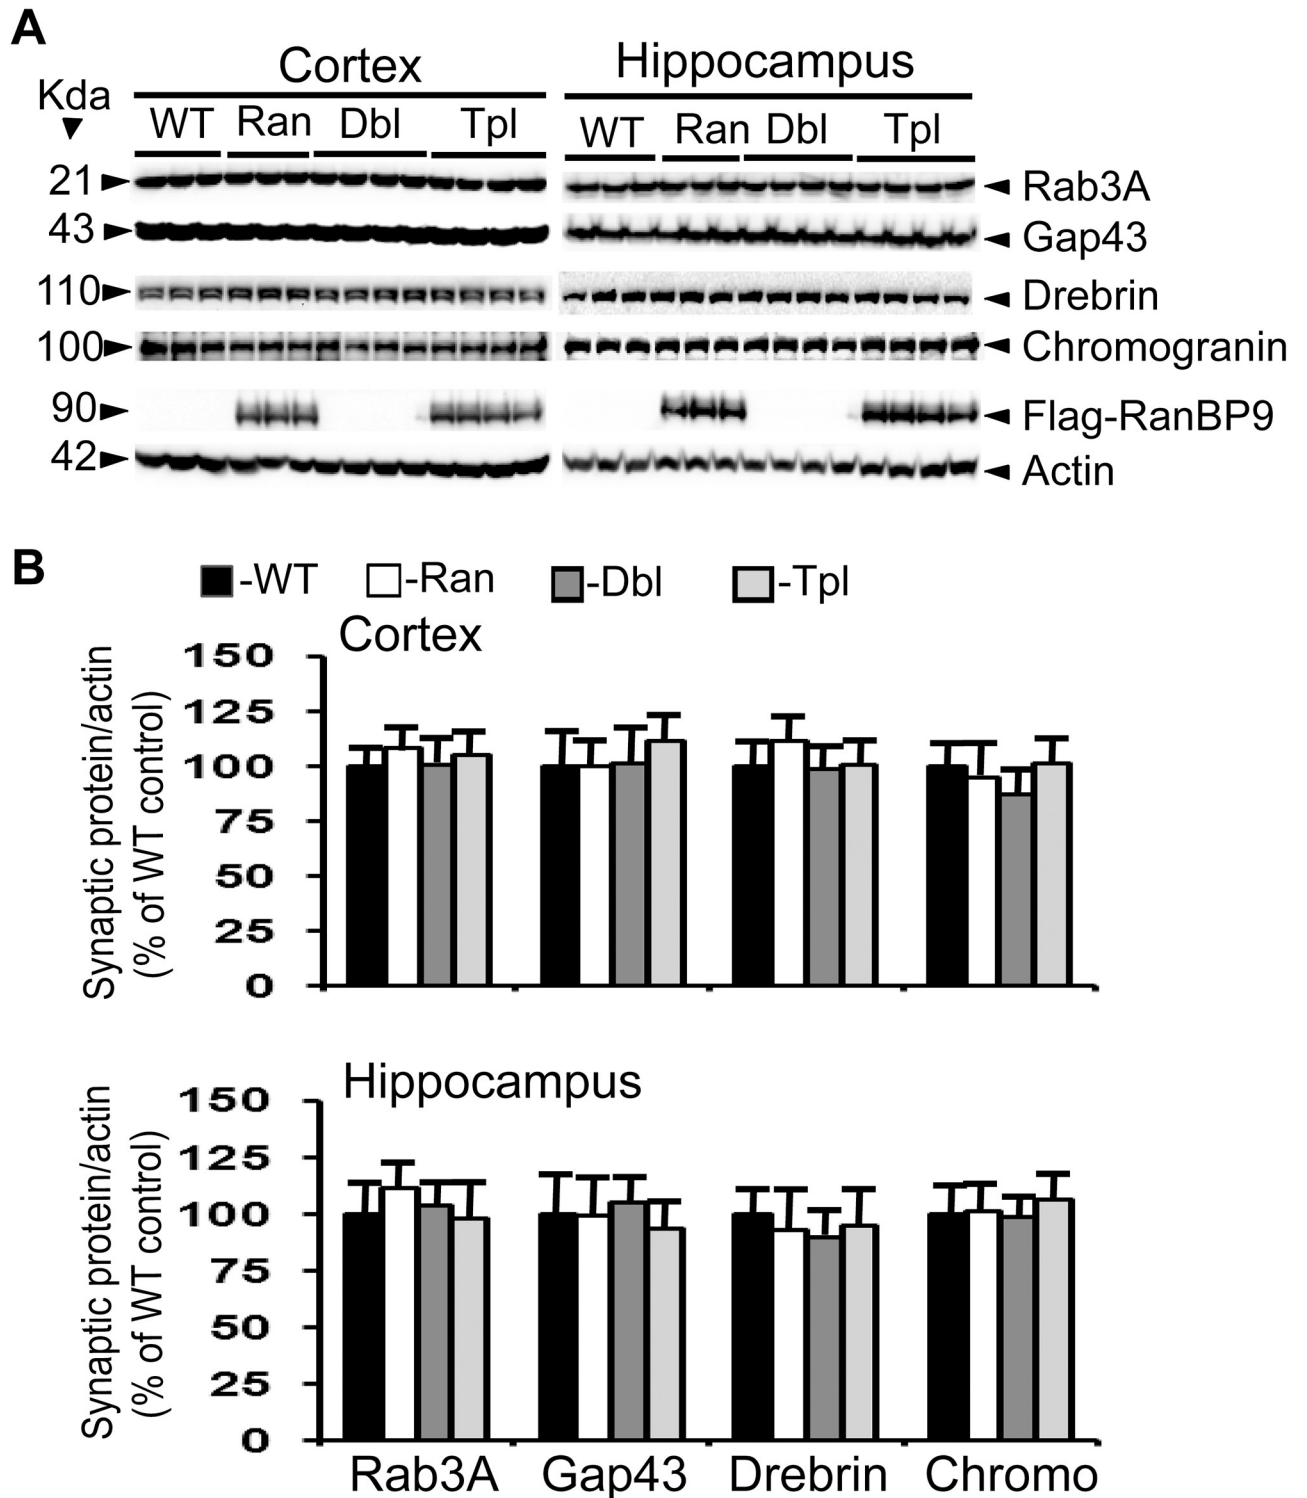 A
Cortex Hippocampus
Kda
WT Ran Dbl Tpl WT Ran Dbl Tpl
21 Rab3A
43 Gap43
110 Drebrin
100 Chromogranin
90 Flag-RanBP9
42 Actin
B
-WT -Ran -Dbl -Tpl
Cortex
Synaptic protein/actin
(% of WT control)
150
125
100
75
50
25
0
Hippocampus
Synaptic protein/actin
(% of WT control)
150
125
100
75
50
25
0
Rab3A Gap43 Drebrin Chromo